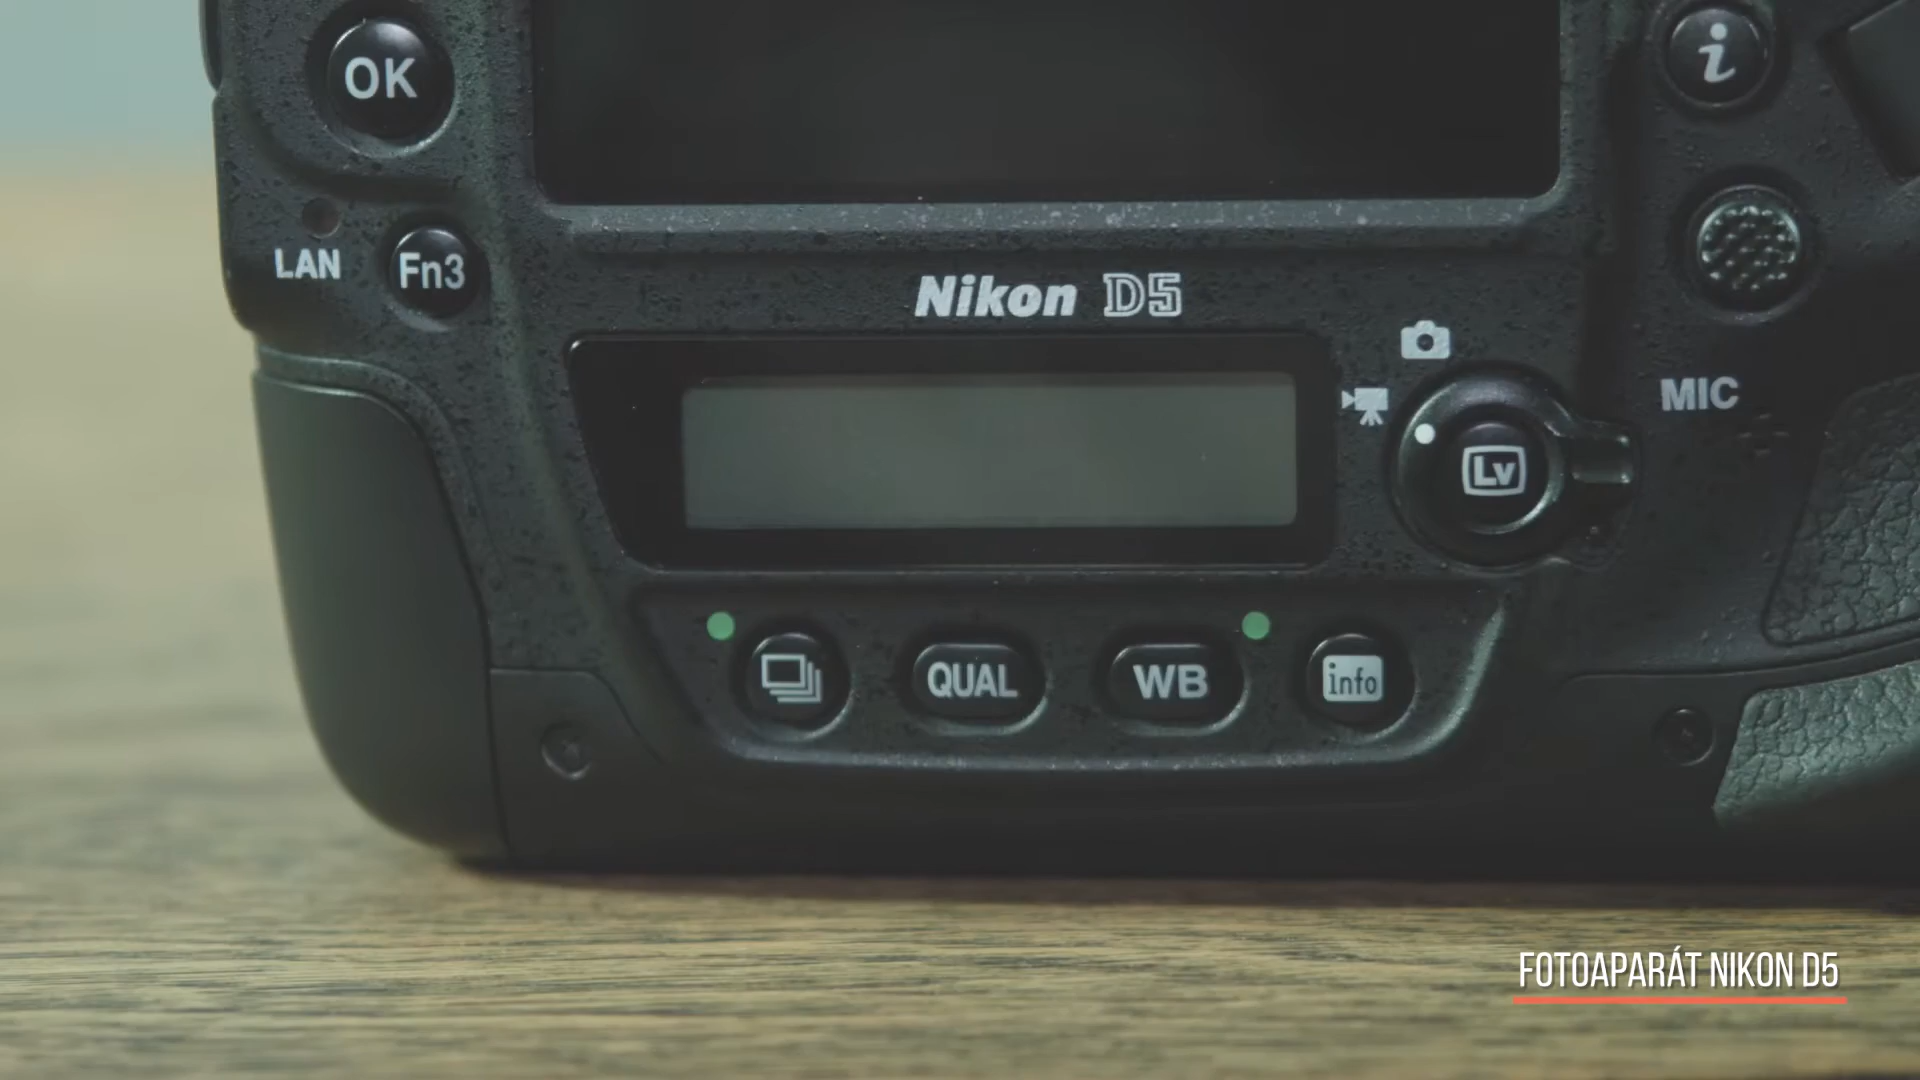 OK
i
LAN
Fn3
Nikon D5
MIC
Lv
QUAL
WB
info
FOTOAPARÁT NIKON D5